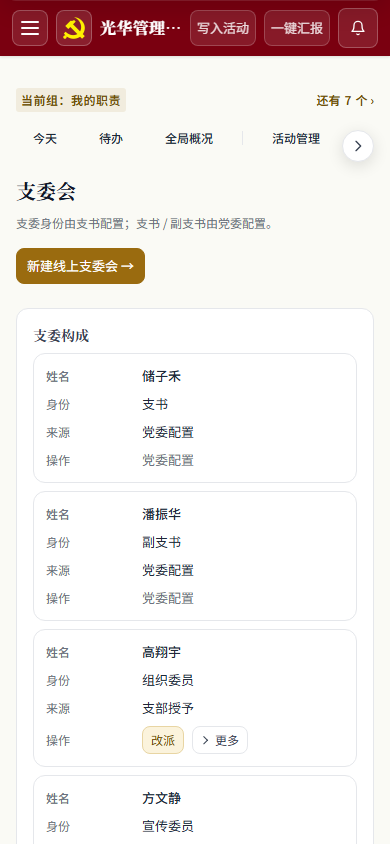 光华管理…
写入活动
一键汇报
当前组：我的职责
还有 7 个 ›
今天
待办
全局概况
活动管理
支委会
支委身份由支书配置；支书 / 副支书由党委配置。
新建线上支委会 →
支委构成
姓名 储子禾
身份 支书
来源 党委配置
操作 党委配置
姓名 潘振华
身份 副支书
来源 党委配置
操作 党委配置
姓名 高翔宇
身份 组织委员
来源 支部授予
操作 改派 更多
姓名 方文静
身份 宣传委员